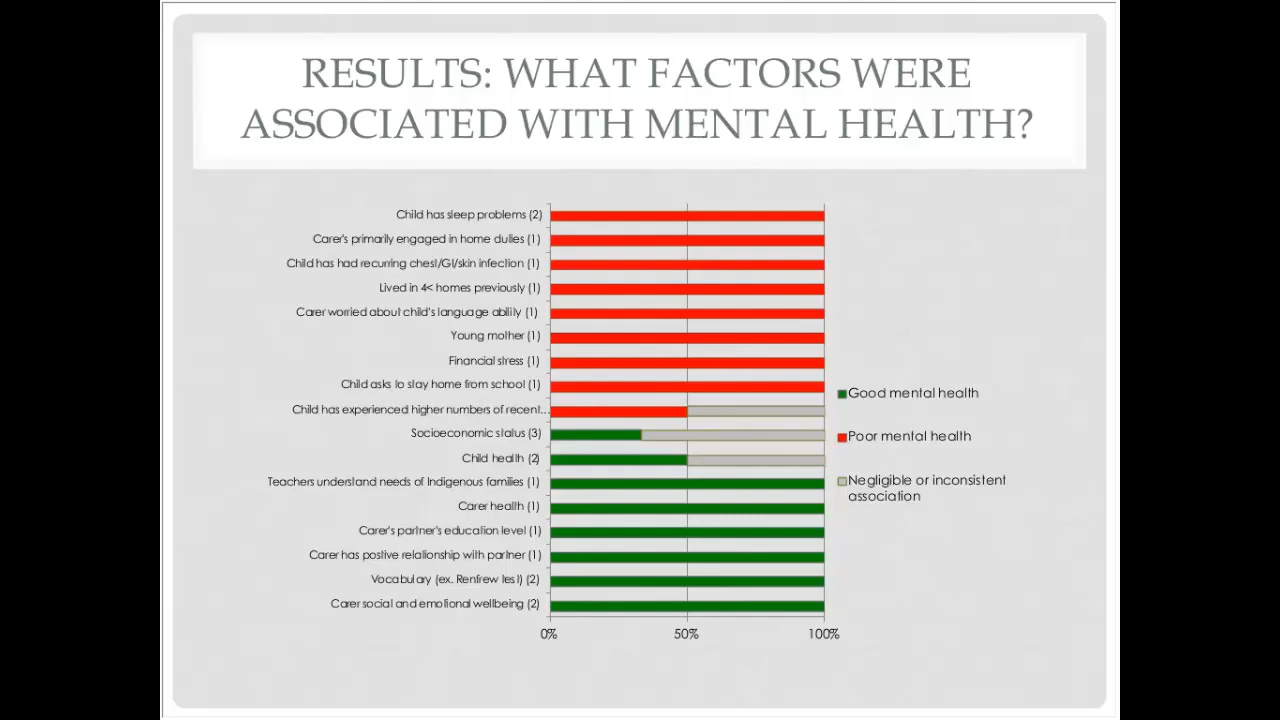 RESULTS: WHAT FACTORS WERE
ASSOCIATED WITH MENTAL HEALTH?
Child has sleep problems (2)
Carer's primarily engaged in home duties (1)
Child has had recurring chest/GI/skin infection (1)
Lived in 4< homes previously (1)
Carer worried about child's language ability (1)
Young mother (1)
Financial stress (1)
Child asks to stay home from school (1)
Child has experienced higher numbers of recent...
Socioeconomic status (3)
Child health (2)
Teachers understand needs of Indigenous families (1)
Carer health (1)
Carer's partner's education level (1)
Carer has postive relationship with partner (1)
Vocabulary (ex. Renfrew test) (2)
Carer social and emotional wellbeing (2)
0% 50% 100%
Good mental health
Poor mental health
Negligible or inconsistent
association